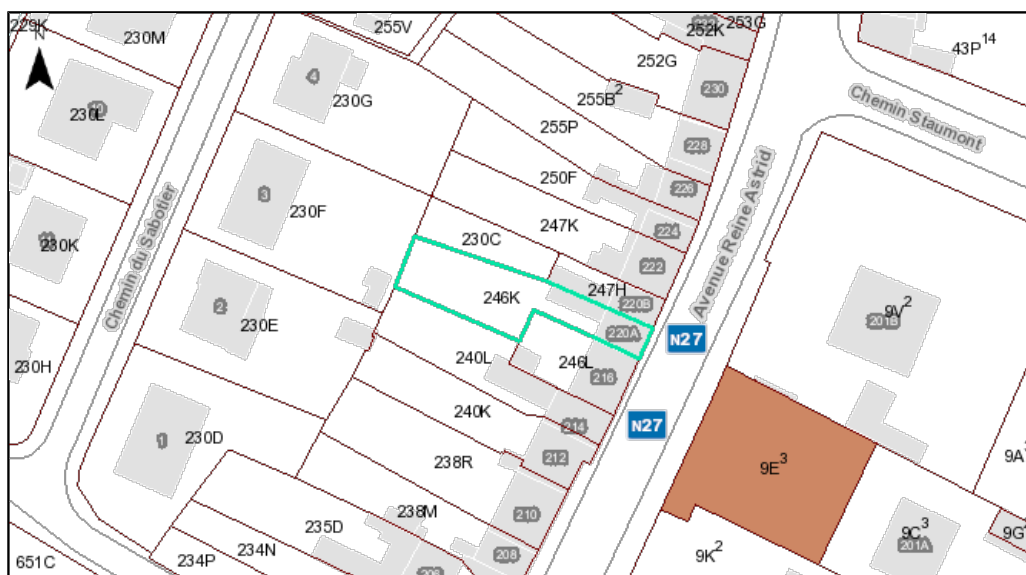 229K
N
230M
255V
252K
253G
252G
43P¹⁴
4
230G
255B²
230
Chemin Staumont
10
230L
255P
228
250F
226
3
230F
247K
224
Avenue Reine Astrid
Chemin du Sabotier
230K
230C
222
246K
247H
220B
9V²
201B
2
230E
220A
N27
230H
240L
246L
216
240K
214
N27
1
230D
238R
212
9A
9E³
238M
210
235D
9C³
201A
9G
234P
234N
208
9K²
651C